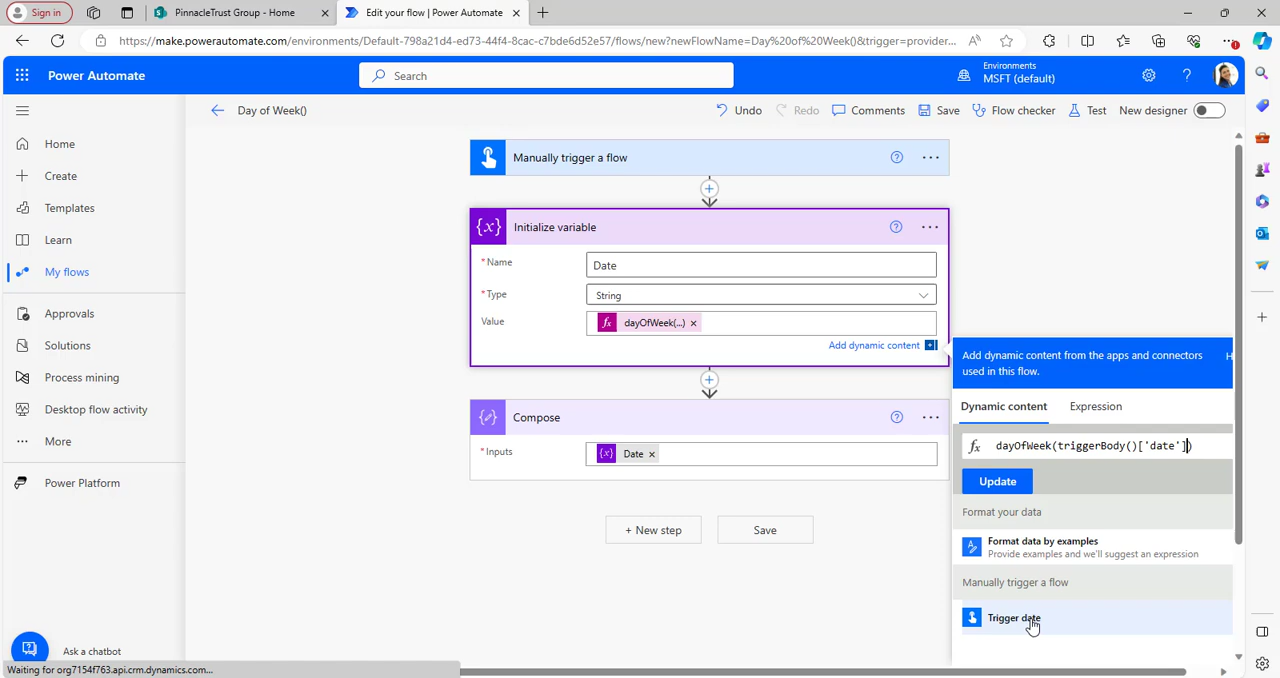 Sign in
PinnacleTrust Group - Home
Edit your flow | Power Automate
https://make.powerautomate.com/environments/Default-798a21d4-ed73-44f4-8cac-c7bde6d52e57/flows/new?newFlowName=Day%20of%20Week()&trigger=provider...
Power Automate
Search
Environments
MSFT (default)
Day of Week()
Undo
Redo
Comments
Save
Flow checker
Test
New designer
Home
Create
Templates
Learn
My flows
Approvals
Solutions
Process mining
Desktop flow activity
More
Power Platform
Ask a chatbot
Manually trigger a flow
Initialize variable
* Name
Date
* Type
String
Value
dayOfWeek(...)
Add dynamic content
Compose
* Inputs
Date
+ New step
Save
Add dynamic content from the apps and connectors
used in this flow.
H
Dynamic content
Expression
fx
dayOfWeek(triggerBody()['date'])
Update
Format your data
Format data by examples
Provide examples and we'll suggest an expression
Manually trigger a flow
Trigger date
Waiting for org7154f763.api.crm.dynamics.com...